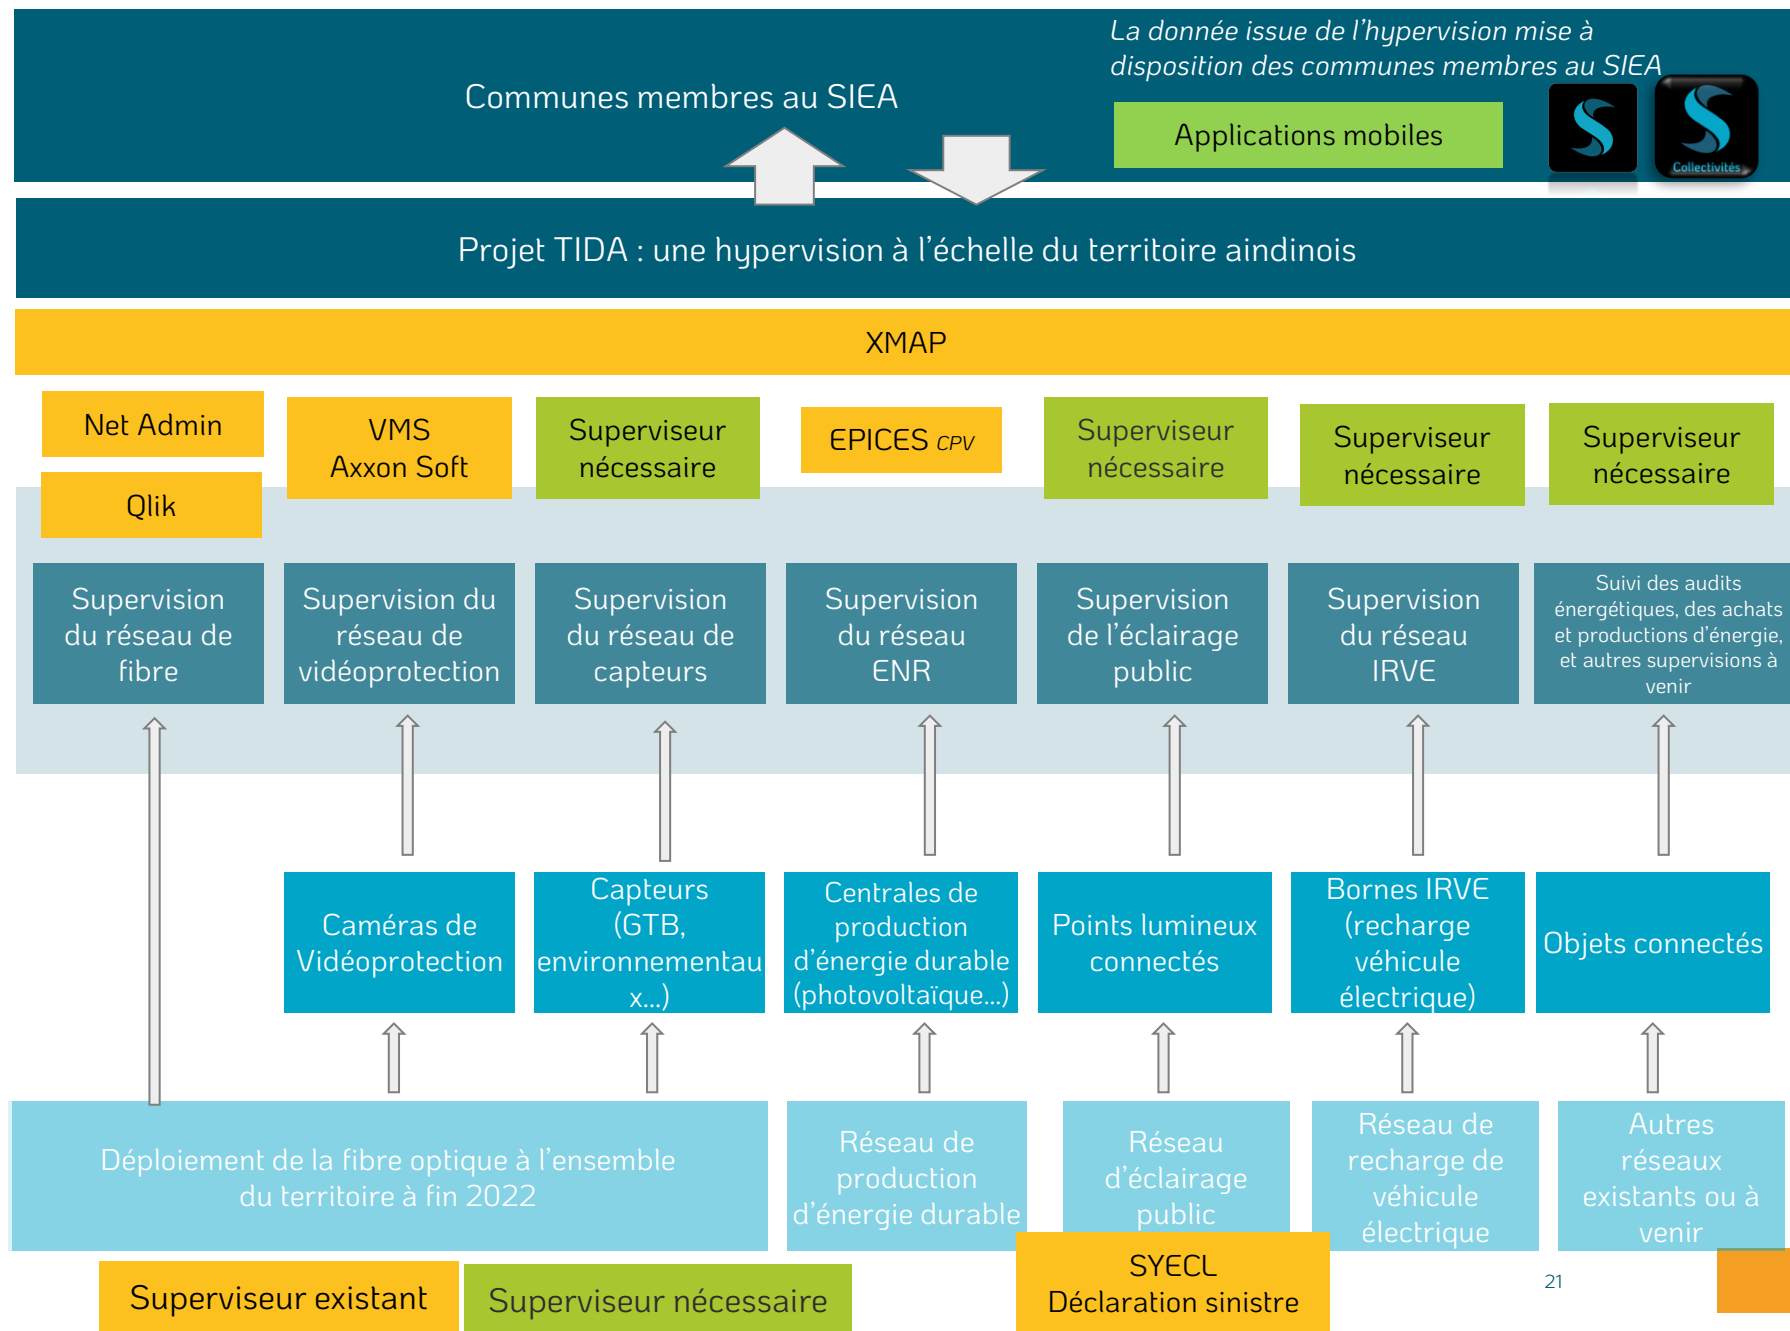 La donnée issue de l'hypervision mise à
disposition des communes membres au SIEA
Communes membres au SIEA
Applications mobiles
Collectivités
Projet TIDA : une hypervision à l'échelle du territoire aindinois
XMAP
Net Admin
Qlik
VMS
Axxon Soft
Superviseur
nécessaire
EPICES CPV
Superviseur
nécessaire
Superviseur
nécessaire
Superviseur
nécessaire
Supervision
du réseau de
fibre
Supervision du
réseau de
vidéoprotection
Supervision
du réseau de
capteurs
Supervision
du réseau
ENR
Supervision
de l'éclairage
public
Supervision
du réseau
IRVE
Suivi des audits
énergétiques, des achats
et productions d'énergie,
et autres supervisions à
venir
Caméras de
Vidéoprotection
Capteurs
(GTB,
environnementau
x...)
Centrales de
production
d'énergie durable
(photovoltaïque...)
Points lumineux
connectés
Bornes IRVE
(recharge
véhicule
électrique)
Objets connectés
Déploiement de la fibre optique à l'ensemble
du territoire à fin 2022
Réseau de
production
d'énergie durable
Réseau
d'éclairage
public
Réseau de
recharge de
véhicule
électrique
Autres
réseaux
existants ou à
venir
Superviseur existant
Superviseur nécessaire
SYECL
Déclaration sinistre
21